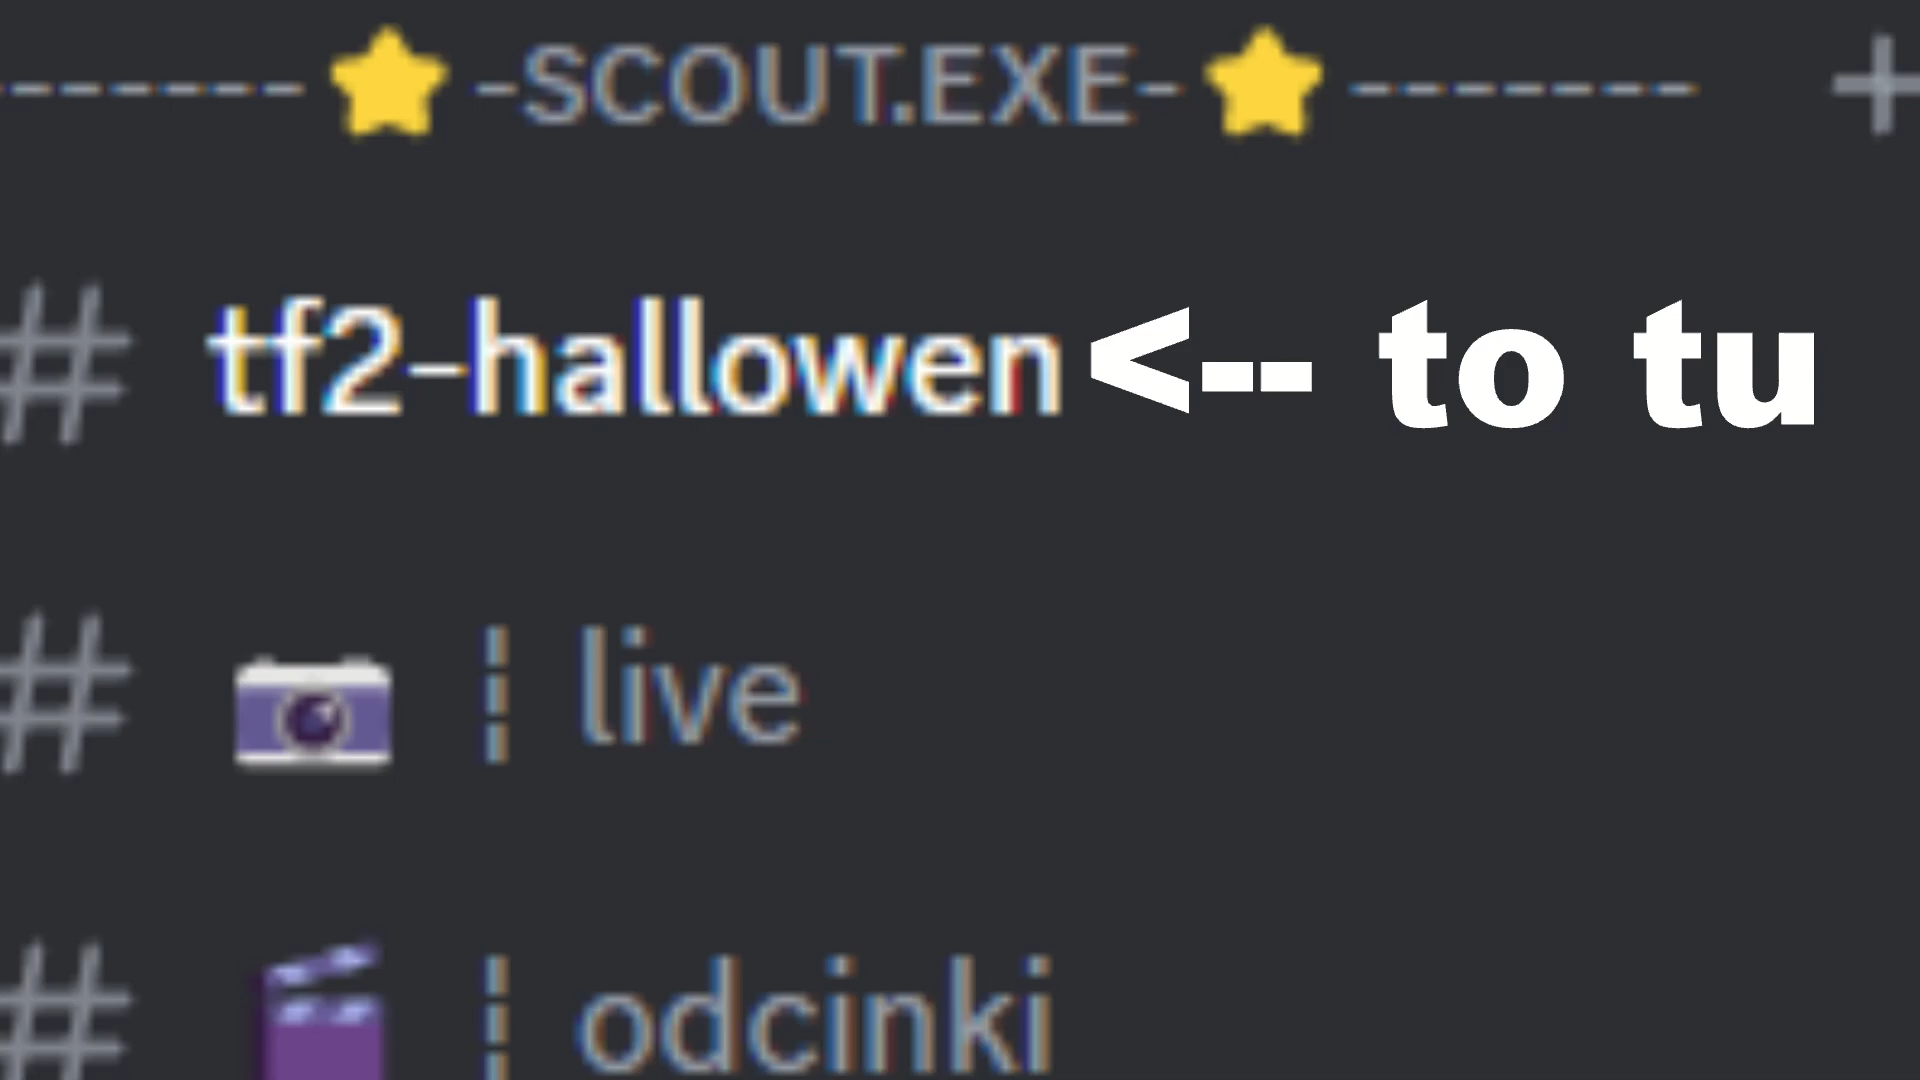 -------⭐-SCOUT.EXE-⭐------- +
# tf2-hallowen <-- to tu
# 📷┋live
# 🎬┋odcinki